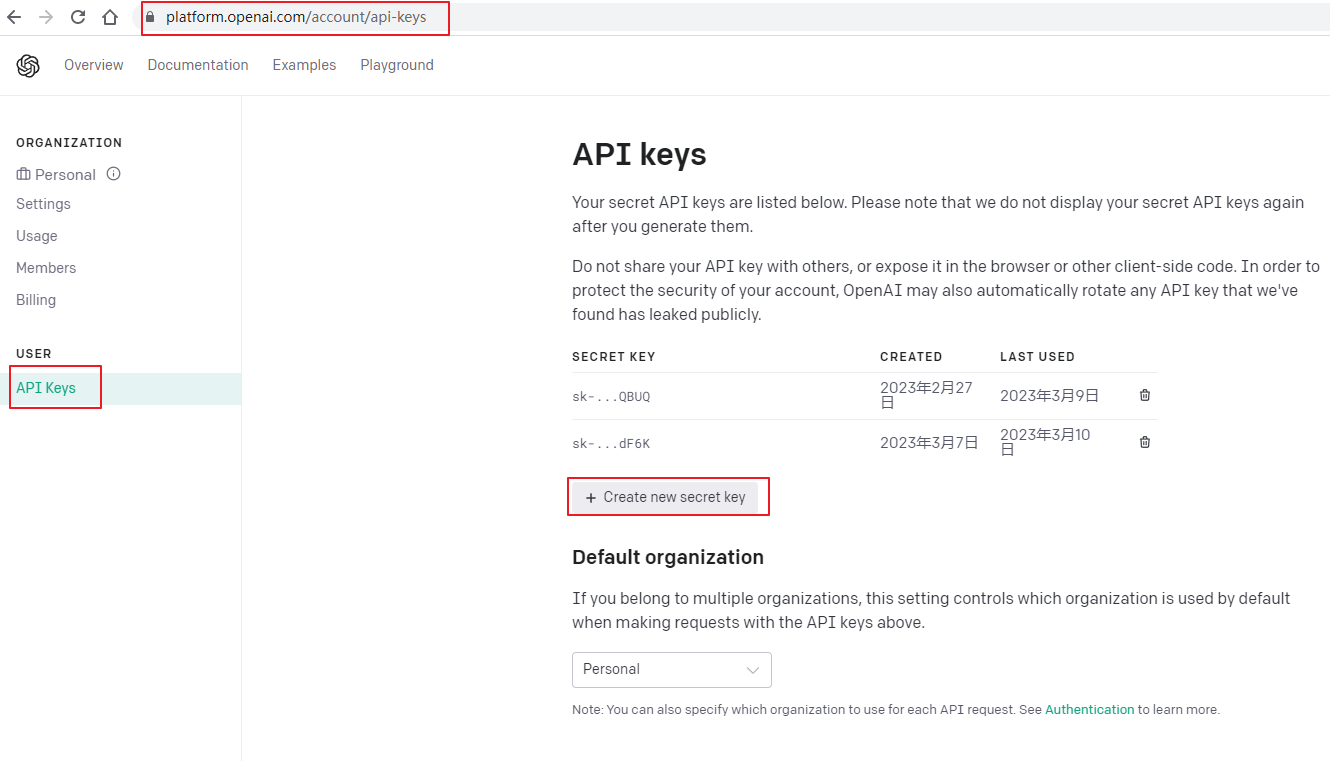 platform.openai.com/account/api-keys
Overview Documentation Examples Playground
ORGANIZATION
Personal
Settings
Usage
Members
Billing
USER
API Keys
API keys
Your secret API keys are listed below. Please note that we do not display your secret API keys again
after you generate them.
Do not share your API key with others, or expose it in the browser or other client-side code. In order to
protect the security of your account, OpenAI may also automatically rotate any API key that we've
found has leaked publicly.
SECRET KEY CREATED LAST USED
sk-...QBUQ 2023年2月27 2023年3月9日
日
sk-...dF6K 2023年3月7日 2023年3月10
日
+ Create new secret key
Default organization
If you belong to multiple organizations, this setting controls which organization is used by default
when making requests with the API keys above.
Personal
Note: You can also specify which organization to use for each API request. See Authentication to learn more.